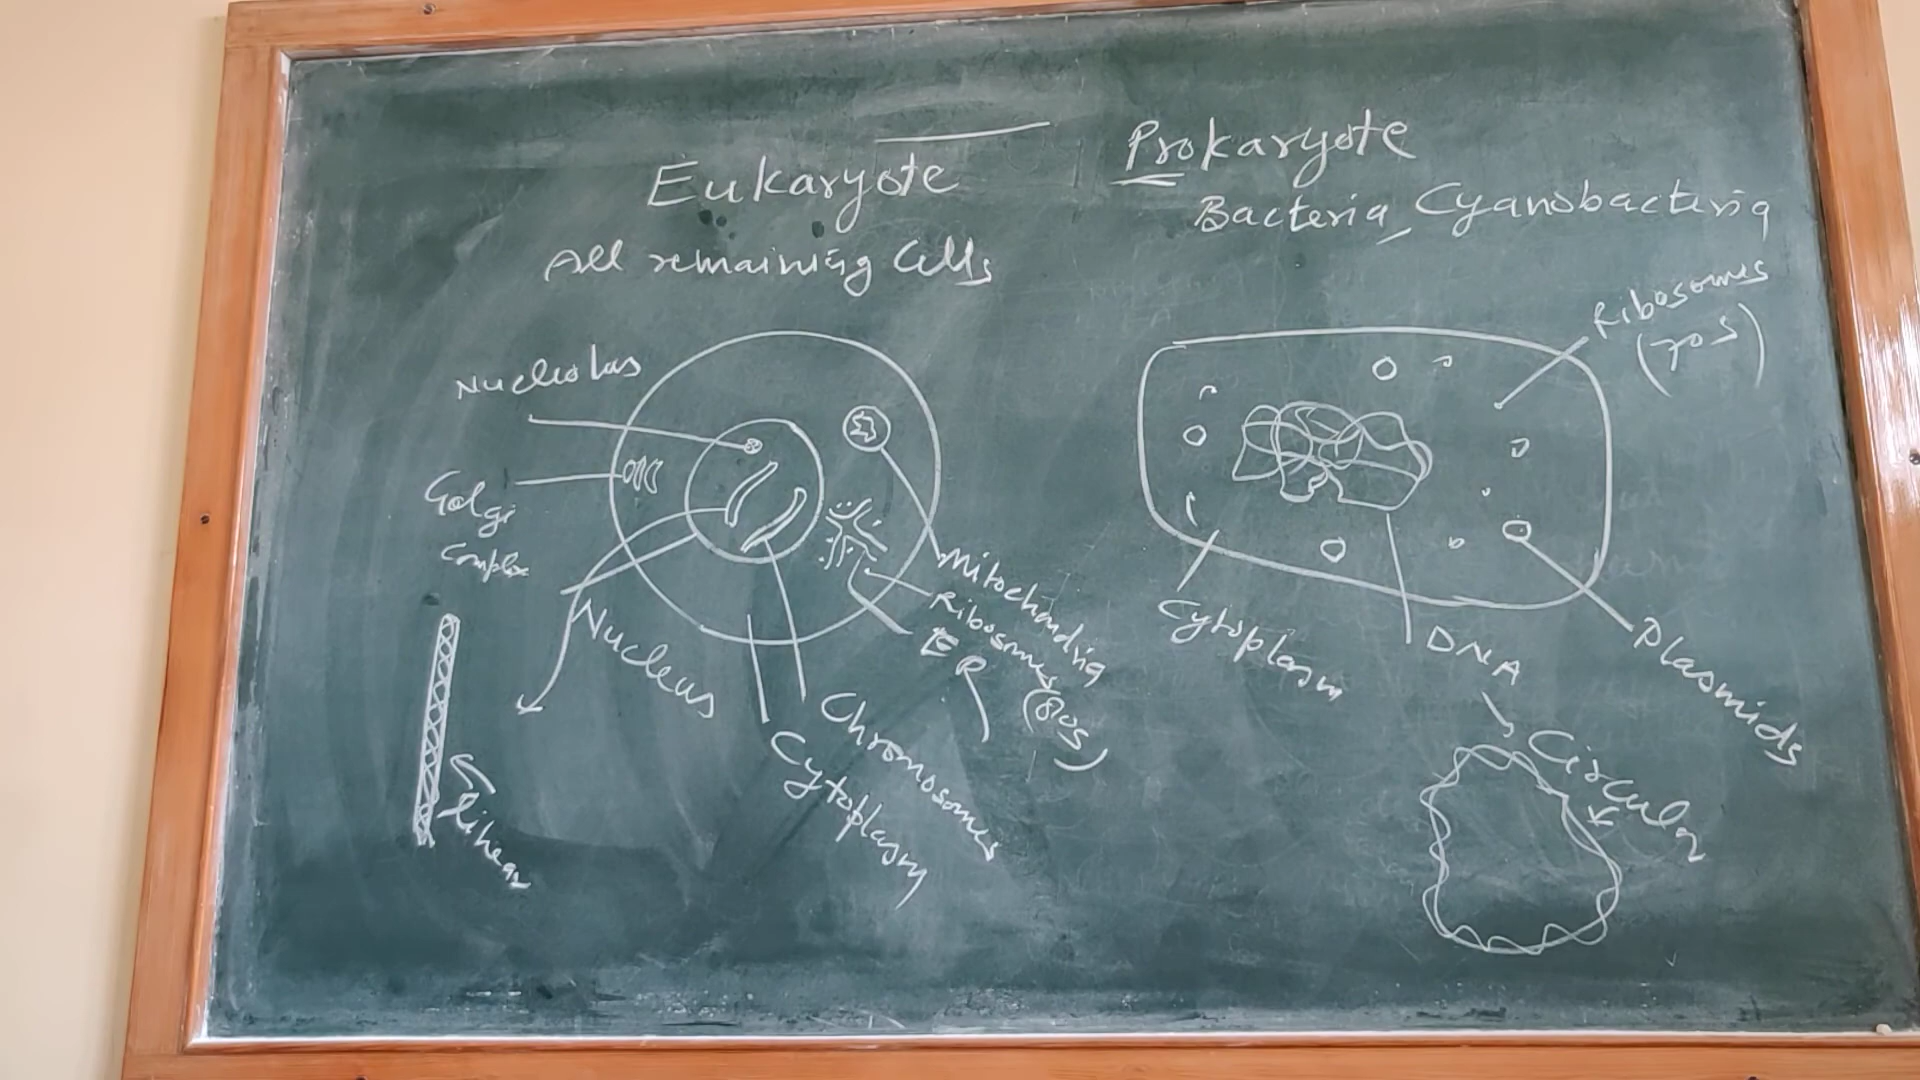 Eukaryote
All remaining Cells
Nucleolus
Golgi
Complex
Nucleus
Linear
Mitochondria
Ribosomes (80s)
ER
Chromosomes
Cytoplasm
Prokaryote
Bacteria, Cyanobacteria
Ribosomes
(70s)
Cytoplasm
DNA
Plasmids
Circular